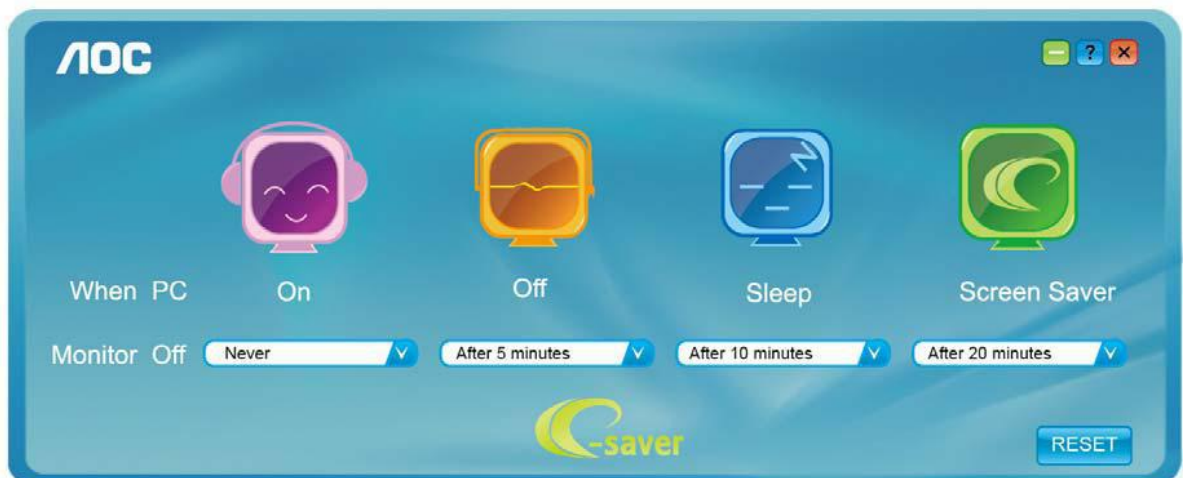 AOC
?
When PC On Off Sleep Screen Saver
Monitor Off Never After 5 minutes After 10 minutes After 20 minutes
e-saver
RESET